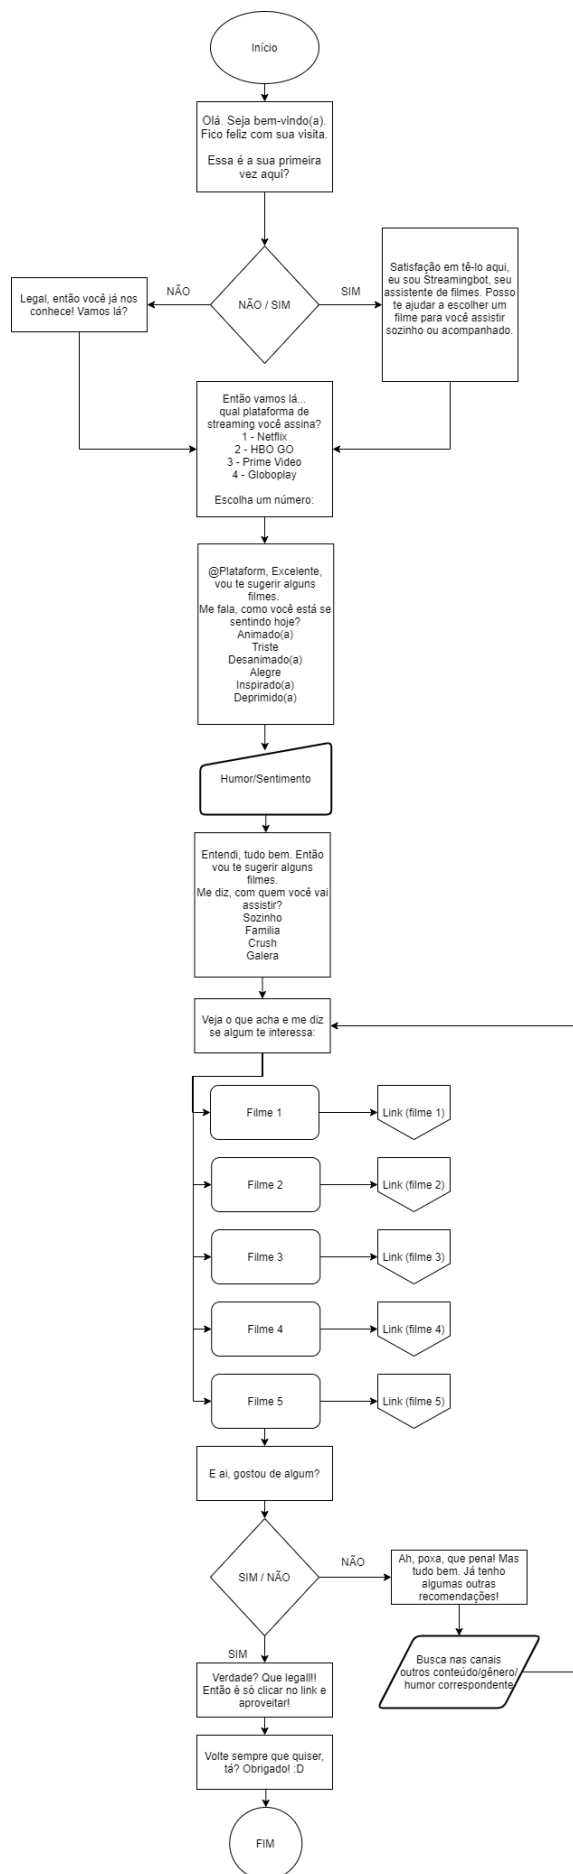 Início
Olá. Seja bem-vindo(a).
Fico feliz com sua visita.
Essa é a sua primeira
vez aqui?
NÃO / SIM
NÃO
SIM
Legal, então você já nos
conhece! Vamos lá?
Satisfação em tê-lo aqui,
eu sou Streamingbot, seu
assistente de filmes. Posso
te ajudar a escolher um
filme para você assistir
sozinho ou acompanhado.
Então vamos lá...
qual plataforma de
streaming você assina?
1 - Netflix
2 - HBO GO
3 - Prime Video
4 - Globoplay
Escolha um número:
@Plataform, Excelente,
vou te sugerir alguns
filmes.
Me fala, como você está se
sentindo hoje?
Animado(a)
Triste
Desanimado(a)
Alegre
Inspirado(a)
Deprimido(a)
Humor/Sentimento
Entendi, tudo bem. Então
vou te sugerir alguns
filmes.
Me diz, com quem você vai
assistir?
Sozinho
Familia
Crush
Galera
Veja o que acha e me diz
se algum te interessa:
Filme 1
Link (filme 1)
Filme 2
Link (filme 2)
Filme 3
Link (filme 3)
Filme 4
Link (filme 4)
Filme 5
Link (filme 5)
E ai, gostou de algum?
SIM / NÃO
NÃO
Ah, poxa, que pena! Mas
tudo bem. Já tenho
algumas outras
recomendações!
Busca nas canais
outros conteúdo/gênero/
humor correspondente
SIM
Verdade? Que legall!!
Então é só clicar no link e
aproveitar!
Volte sempre que quiser,
tá? Obrigado! :D
FIM